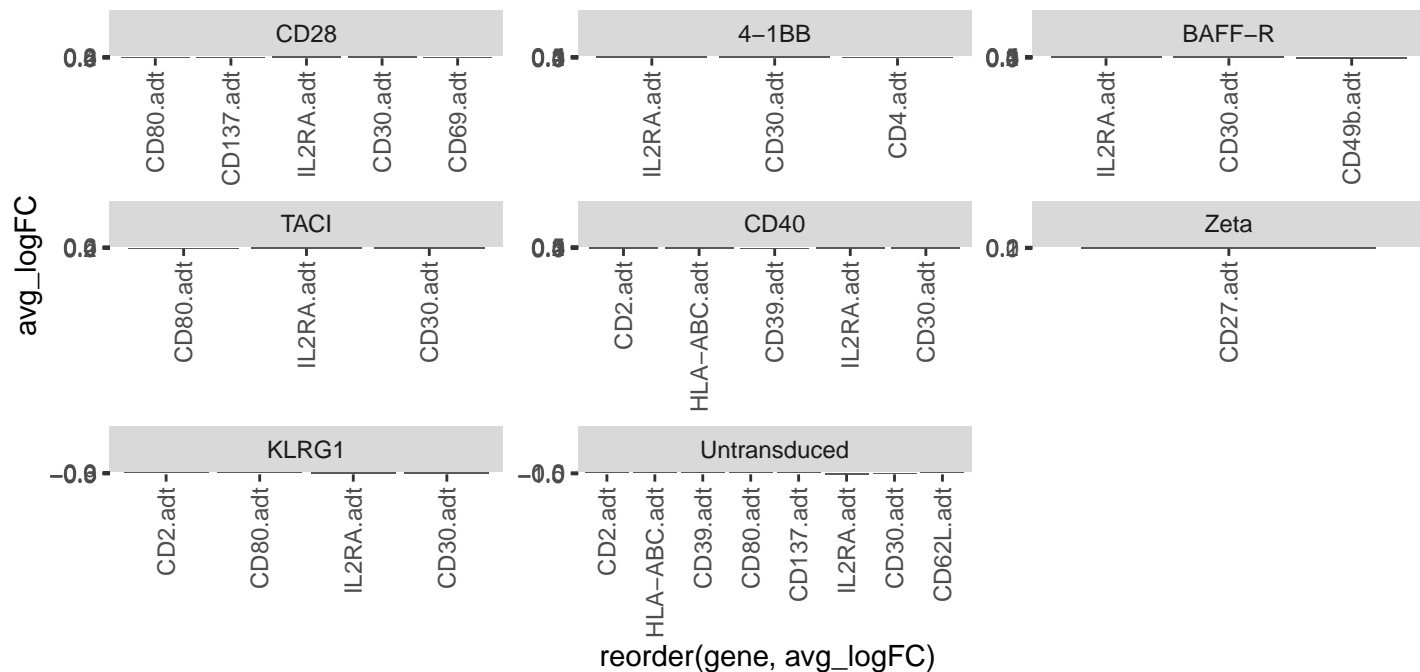 CD28
4−1BB
BAFF−R
CD80.adt
CD137.adt
IL2RA.adt
CD30.adt
CD69.adt
IL2RA.adt
CD30.adt
CD4.adt
IL2RA.adt
CD30.adt
CD49b.adt
avg_logFC
TACI
CD40
Zeta
CD80.adt
IL2RA.adt
CD30.adt
CD2.adt
HLA−ABC.adt
CD39.adt
IL2RA.adt
CD30.adt
CD27.adt
KLRG1
Untransduced
CD2.adt
CD80.adt
IL2RA.adt
CD30.adt
CD2.adt
HLA−ABC.adt
CD39.adt
CD80.adt
CD137.adt
IL2RA.adt
CD30.adt
CD62L.adt
reorder(gene, avg_logFC)